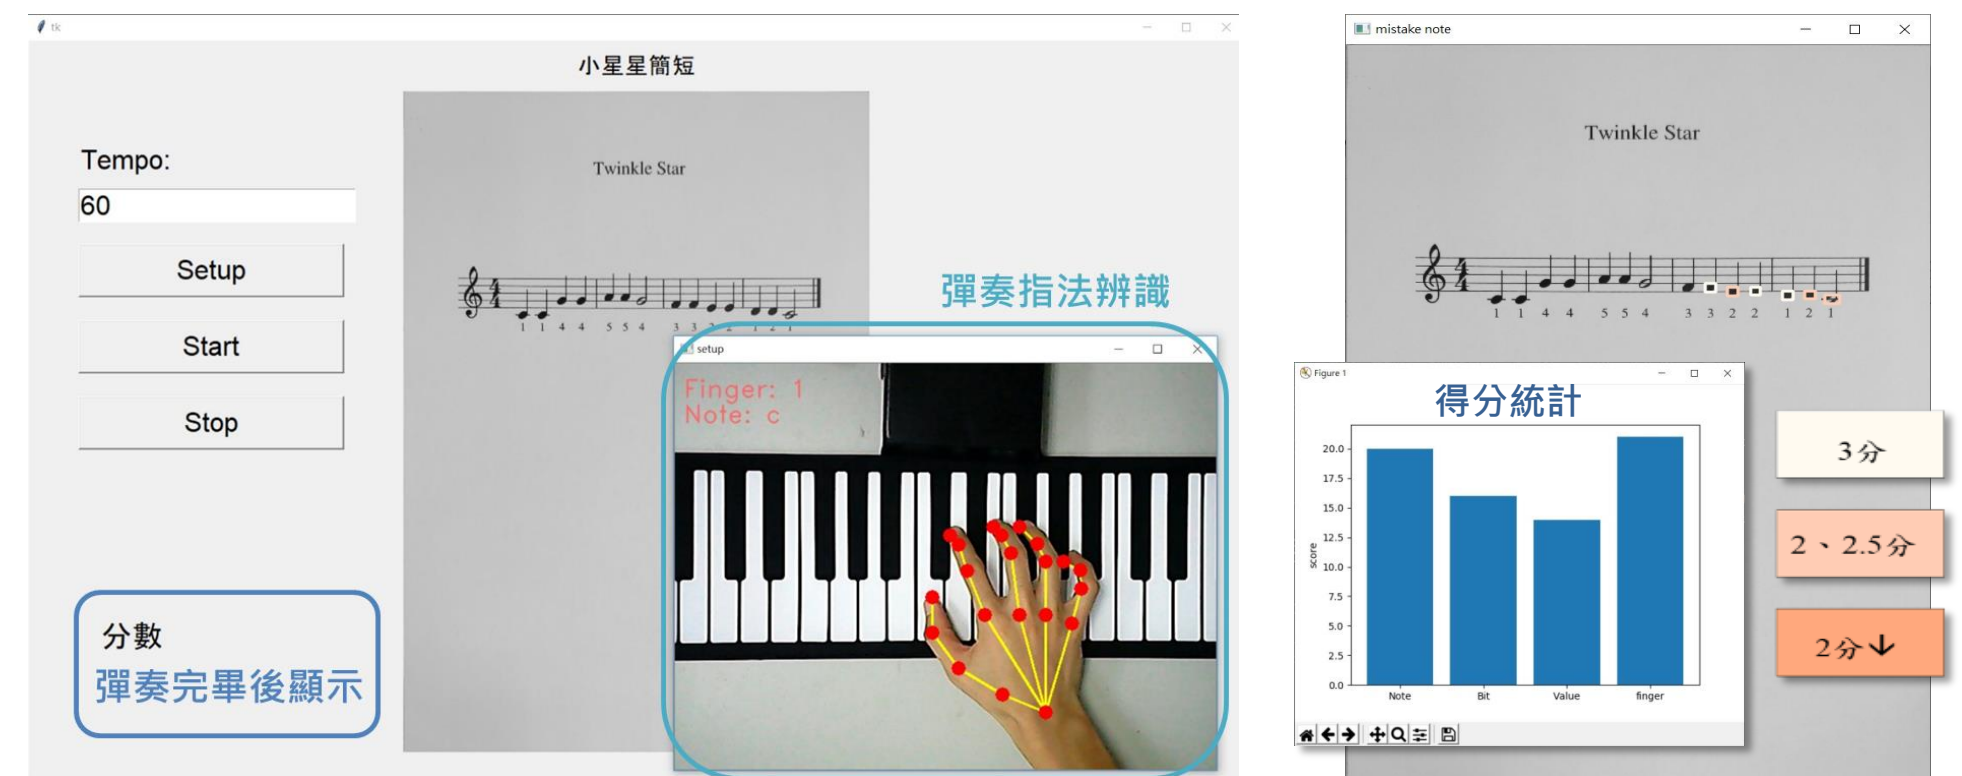 tk
小星星簡短
Tempo:
60
Setup
Start
Stop
分數
彈奏完畢後顯示
Twinkle Star
1 1 4 4 5 5 4 3 3 2 2 1 2 1
彈奏指法辨識
setup
Finger: 1
Note: c
mistake note
Twinkle Star
1 1 4 4 5 5 4 3 3 2 2 1 2 1
Figure 1
得分統計
score
20.0
17.5
15.0
12.5
10.0
7.5
5.0
2.5
0.0
Note Bit Value finger
3分
2、2.5分
2分↓